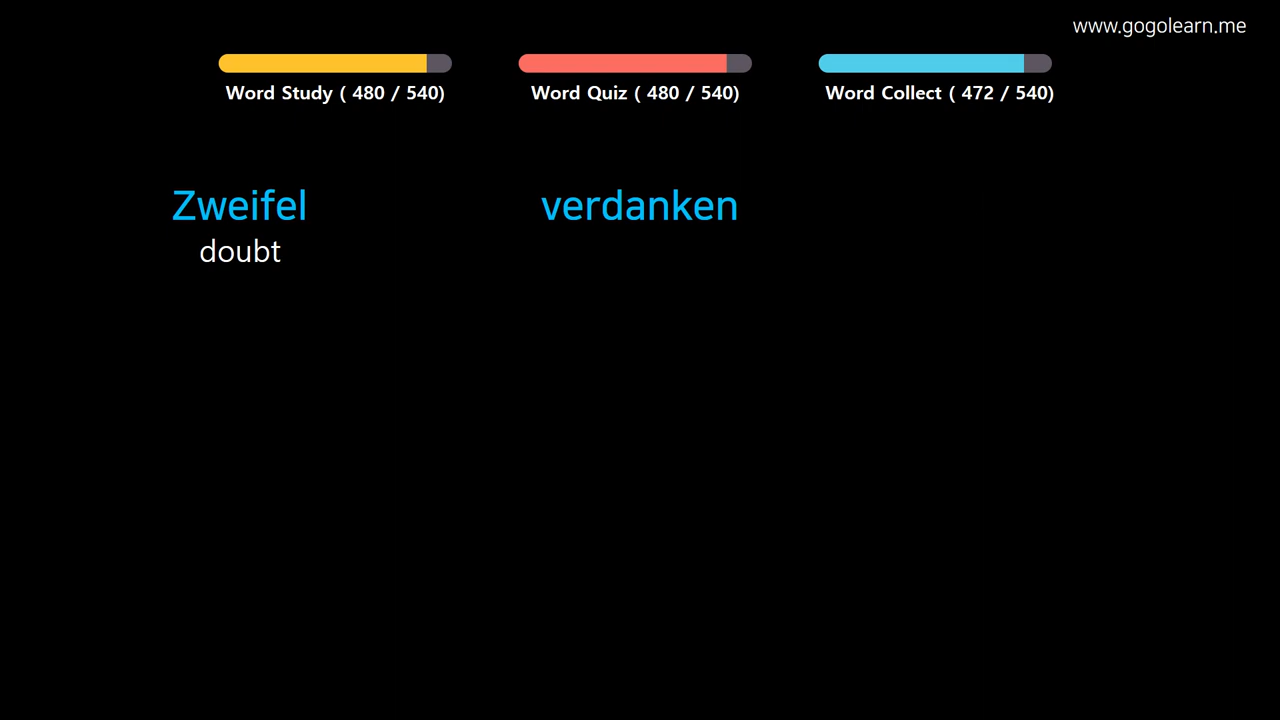 www.gogolearn.me
Word Study ( 480 / 540)
Word Quiz ( 480 / 540)
Word Collect ( 472 / 540)
Zweifel
verdanken
doubt